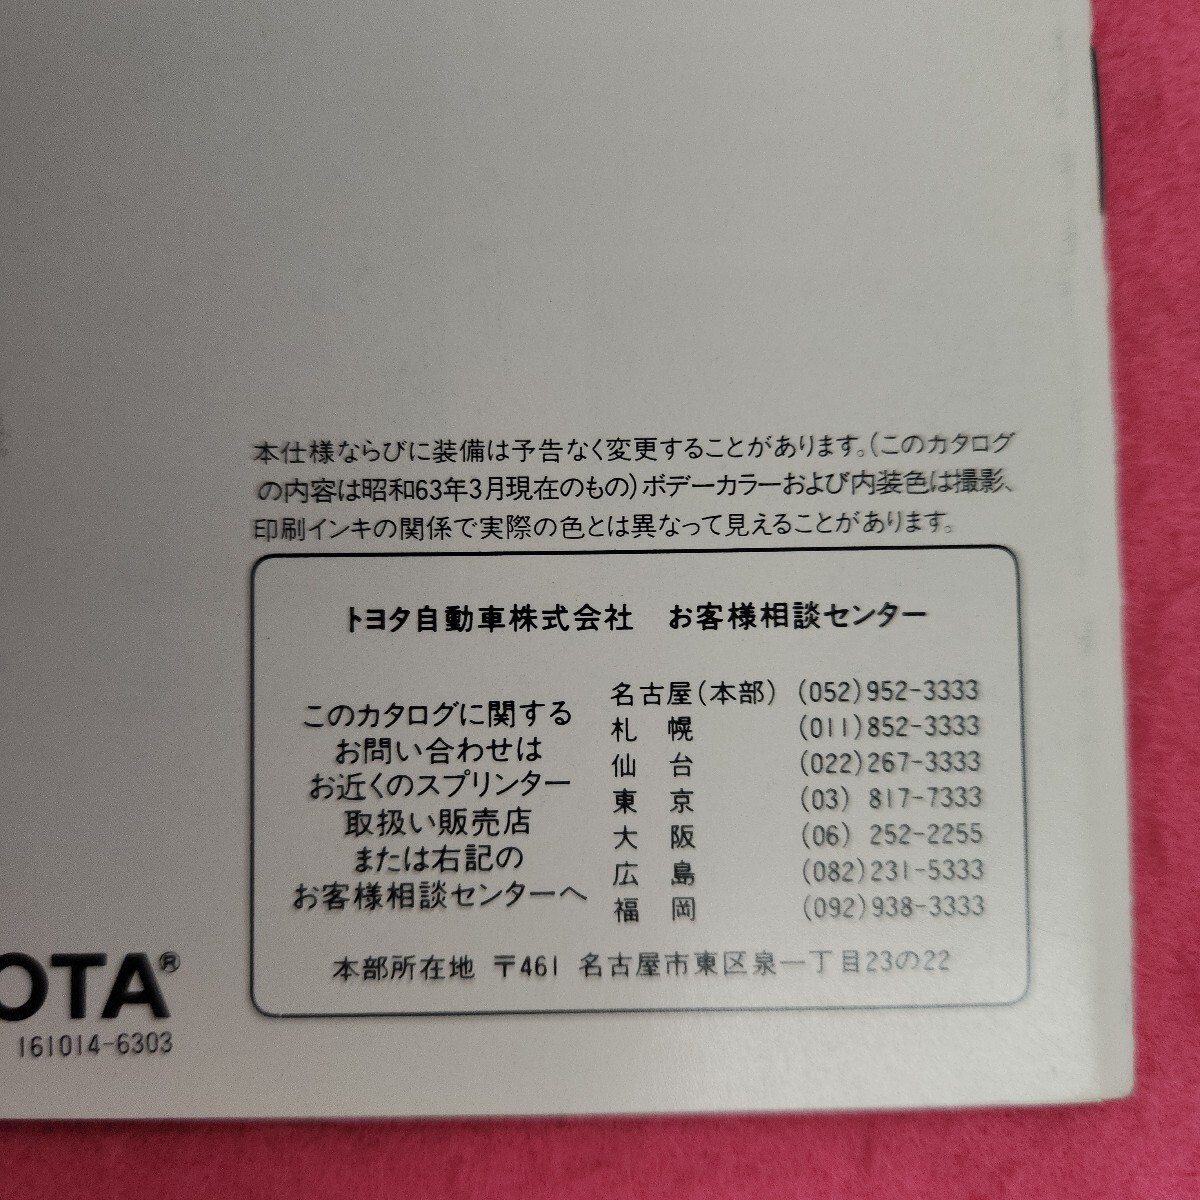 本仕様ならびに装備は予告なく変更することがあります。(このカタログ
の内容は昭和63年3月現在のもの)ボデーカラーおよび内装色は撮影、
印刷インキの関係で実際の色とは異なって見えることがあります。
トヨタ自動車株式会社　お客様相談センター
このカタログに関する
お問い合わせは
お近くのスプリンター
取扱い販売店
または右記の
お客様相談センターへ
名古屋(本部) (052)952-3333
札　幌 (011)852-3333
仙　台 (022)267-3333
東　京 (03) 817-7333
大　阪 (06) 252-2255
広　島 (082)231-5333
福　岡 (092)938-3333
本部所在地 〒461 名古屋市東区泉一丁目23の22
OTA®
161014-6303